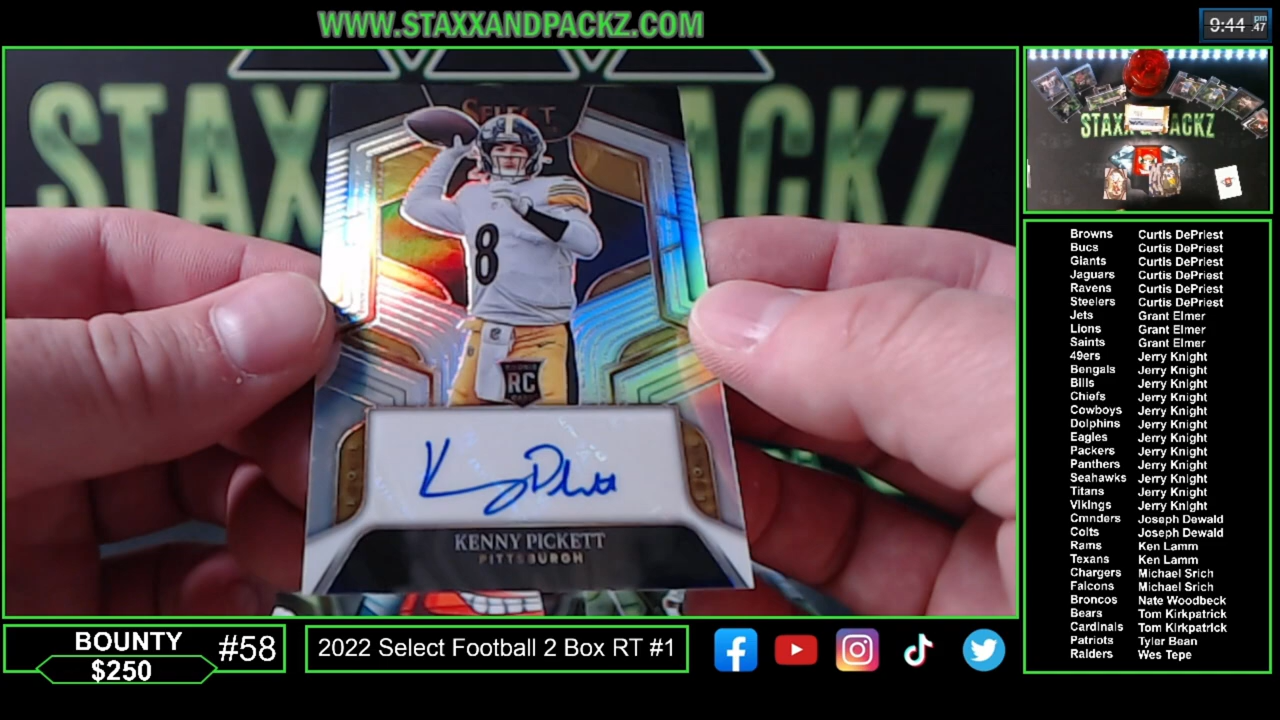 WWW.STAXXANDPACKZ.COM
9:44 pm .47
STAXX PACKZ
SELECT
8
RC
Kenny Pickett
KENNY PICKETT
PITTSBURGH
STAXX PACKZ
Browns Curtis DePriest
Bucs Curtis DePriest
Giants Curtis DePriest
Jaguars Curtis DePriest
Ravens Curtis DePriest
Steelers Curtis DePriest
Jets Grant Elmer
Lions Grant Elmer
Saints Grant Elmer
49ers Jerry Knight
Bengals Jerry Knight
BIlls Jerry Knight
Chiefs Jerry Knight
Cowboys Jerry Knight
Dolphins Jerry Knight
Eagles Jerry Knight
Packers Jerry Knight
Panthers Jerry Knight
Seahawks Jerry Knight
Titans Jerry Knight
Vikings Jerry Knight
Cmnders Joseph Dewald
Colts Joseph Dewald
Rams Ken Lamm
Texans Ken Lamm
Chargers Michael Srich
Falcons Michael Srich
Broncos Nate Woodbeck
Bears Tom Kirkpatrick
Cardinals Tom Kirkpatrick
Patriots Tyler Bean
Raiders Wes Tepe
BOUNTY
$250
#58
2022 Select Football 2 Box RT #1